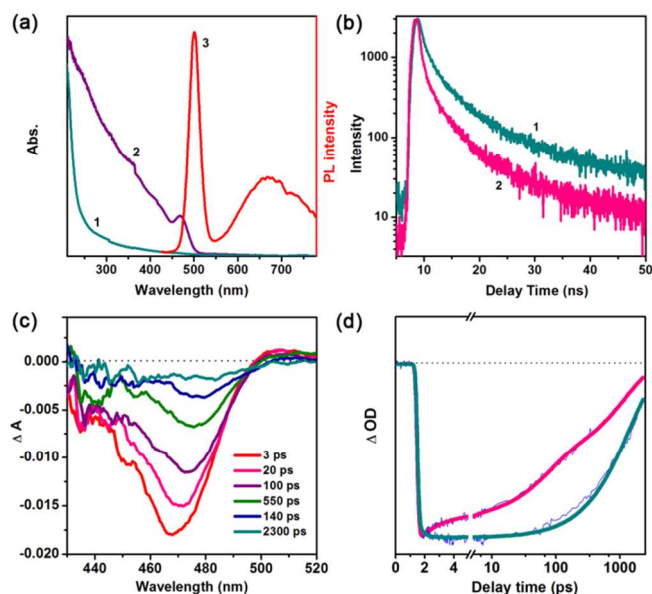 (a)
Abs.
PL intensity
1
2
3
300 400 500 600 700
Wavelength (nm)
(b)
Intensity
1000
100
10
1
2
10 20 30 40 50
Delay Time (ns)
(c)
Δ A
0.000
-0.005
-0.010
-0.015
-0.020
3 ps
20 ps
100 ps
550 ps
140 ps
2300 ps
440 460 480 500 520
Wavelength (nm)
(d)
Δ OD
0 2 4 10 100 1000
Delay time (ps)